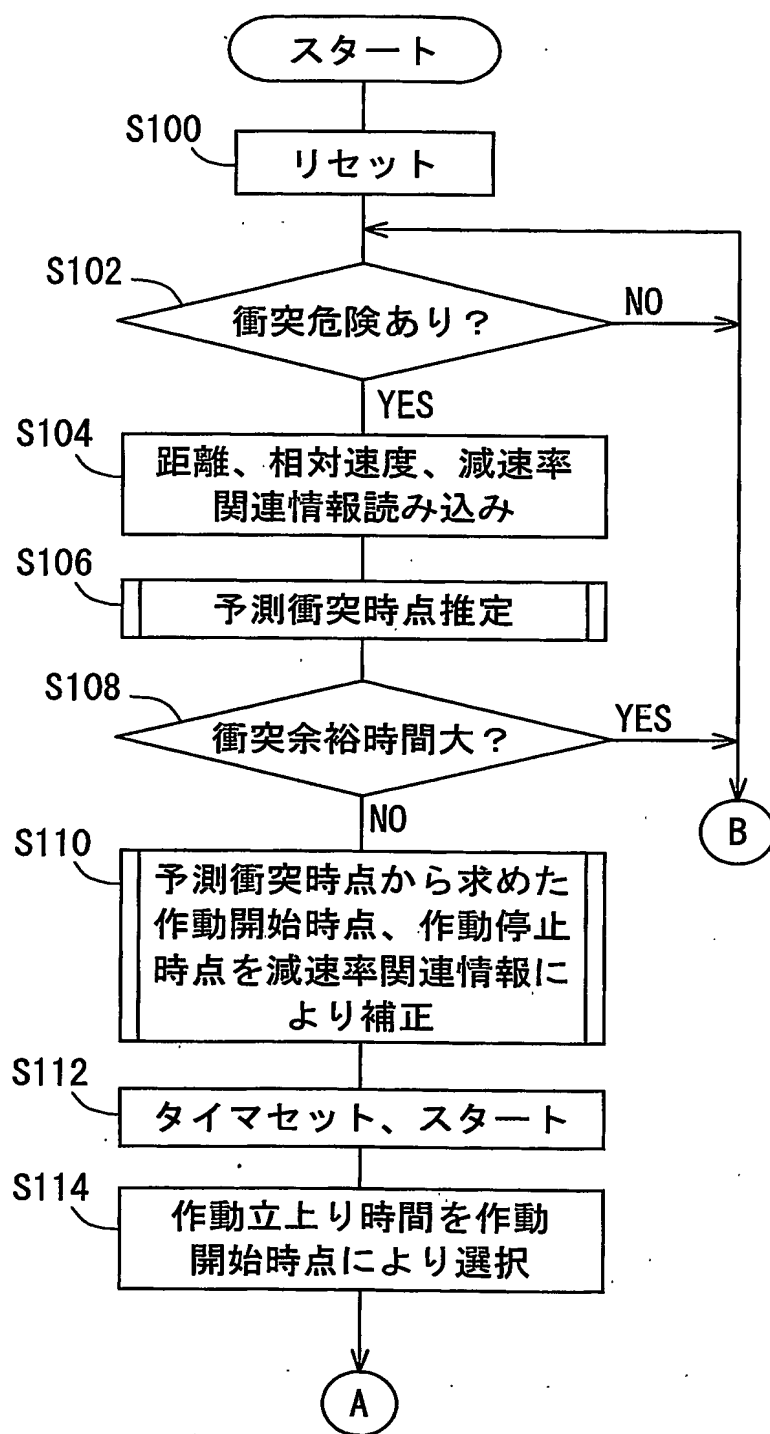 スタート
S100
リセット
S102
衝突危険あり？
NO
YES
S104
距離、相対速度、減速率
関連情報読み込み
S106
予測衝突時点推定
S108
衝突余裕時間大？
YES
NO
B
S110
予測衝突時点から求めた
作動開始時点、作動停止
時点を減速率関連情報に
より補正
S112
タイマセット、スタート
S114
作動立上り時間を作動
開始時点により選択
A